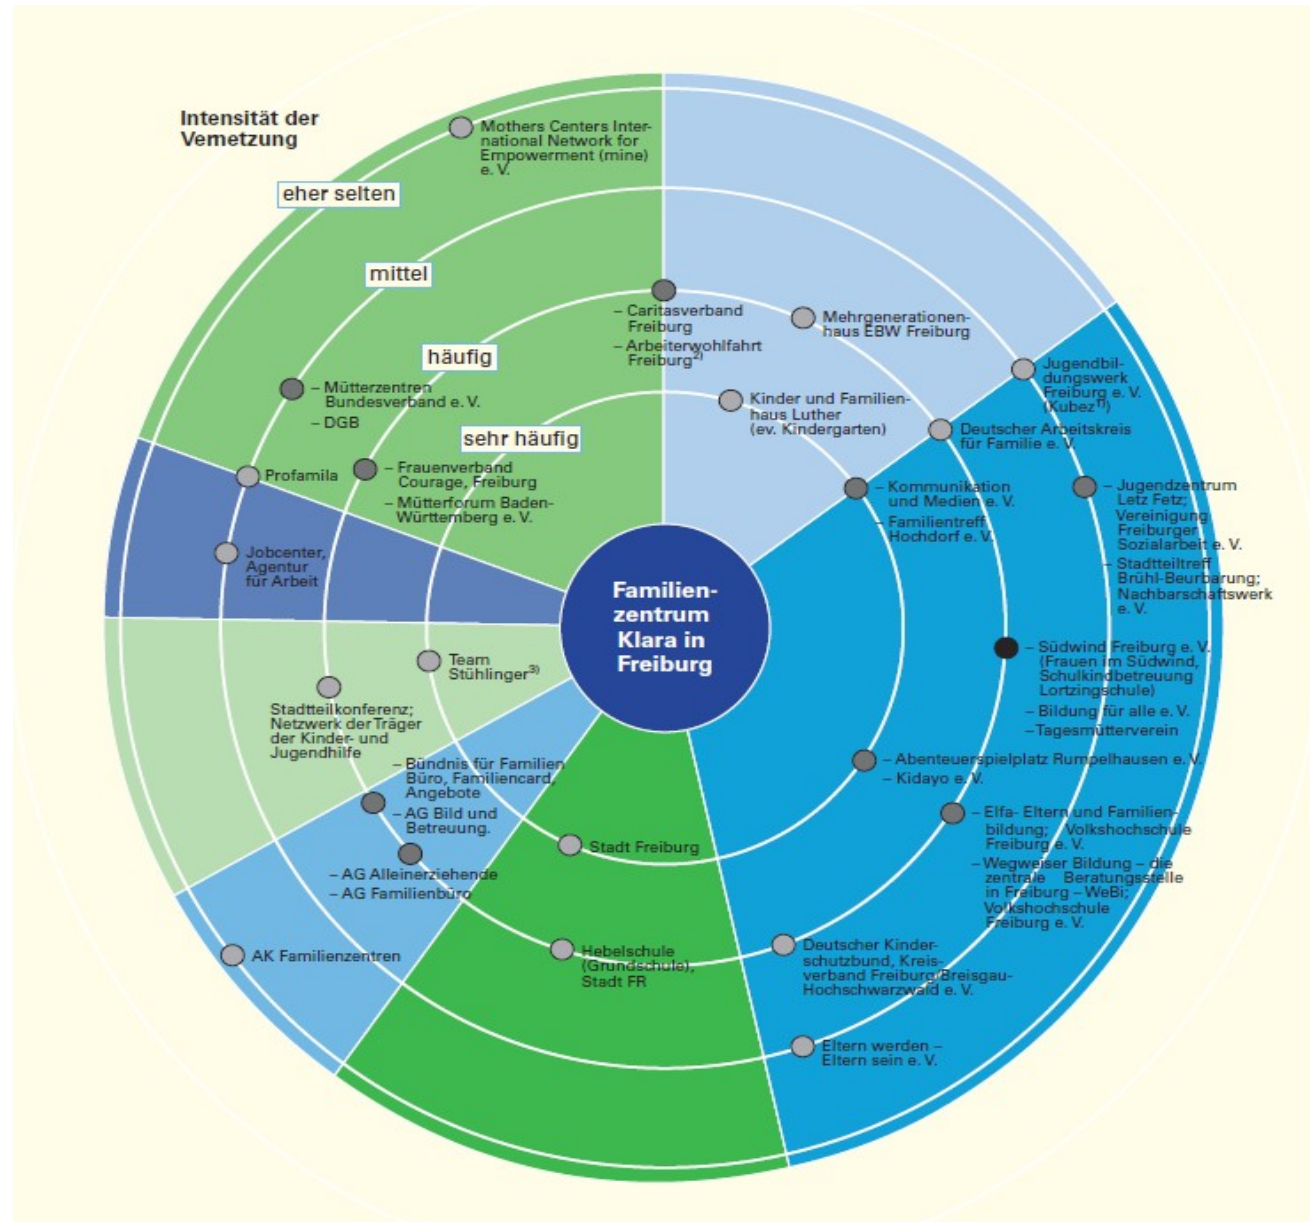 Intensität der
Vernetzung
eher selten
mittel
häufig
sehr häufig
Mothers Centers Inter-
national Network for
Empowerment (mine)
e. V.
– Caritasverband
Freiburg
– Arbeiterwohlfahrt
Freiburg²⁾
Mehrgenerationen-
haus EBW Freiburg
Kinder und Familien-
haus Luther
(ev. Kindergarten)
Jugendbil-
dungswerk
Freiburg e. V.
(Kubez¹⁾)
Deutscher Arbeitskreis
für Familie e. V.
– Kommunikation
und Medien e. V.
– Familientreff
Hochdorf e. V.
– Jugendzentrum
Letz Fetz;
Vereinigung
Freiburger
Sozialarbeit e. V.
– Stadtteiltreff
Brühl-Beurbarung;
Nachbarschaftswerk
e. V.
– Südwind Freiburg e. V.
(Frauen im Südwind,
Schulkindbetreuung
Lortzingschule)
– Bildung für alle e. V.
– Tagesmütterverein
– Abenteuerspielplatz Rumpelhausen e. V.
– Kidayo e. V.
– Elfa- Eltern und Familien-
bildung; Volkshochschule
Freiburg e. V.
– Wegweiser Bildung – die
zentrale Beratungsstelle
in Freiburg – WeBi;
Volkshochschule
Freiburg e. V.
Deutscher Kinder-
schutzbund, Kreis-
verband Freiburg/Breisgau-
Hochschwarzwald e. V.
Eltern werden –
Eltern sein e. V.
Stadt Freiburg
Hebelschule
(Grundschule),
Stadt FR
– Bündnis für Familien
Büro, Familiencard,
Angebote
– AG Bild und
Betreuung.
– AG Alleinerziehende
– AG Familienbüro
AK Familienzentren
Team
Stühlinger³⁾
Stadtteilkonferenz;
Netzwerk der Träger
der Kinder- und
Jugendhilfe
Jobcenter,
Agentur
für Arbeit
Profamila
– Mütterzentren
Bundesverband e. V.
– DGB
– Frauenverband
Courage, Freiburg
– Mütterforum Baden-
Württemberg e. V.
Familien-
zentrum
Klara in
Freiburg